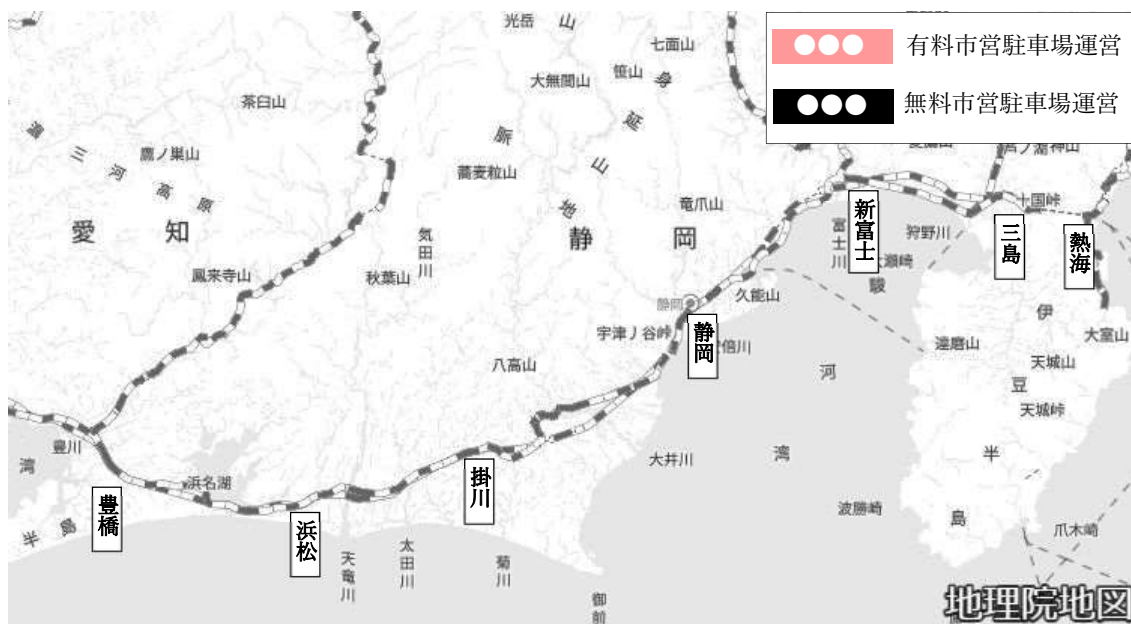 光岳
山
七面山
有料市営駐車場運営
無料市営駐車場運営
大無間山
笹山
茶臼山
脈
延
山
鷹ノ巣山
蕎麦粒山
三
河
高
原
地
竜爪山
十国峠
愛知
静岡
新富士
富士川
狩野川
三島
熱海
気田川
鳳来寺山
秋葉山
駿
久能山
静岡
伊
宇津ノ谷峠
静岡
安倍川
達磨山
大室山
八高山
天城山
河
豆
天城峠
豊川
湾
大井川
湾
半
浜名湖
掛川
豊橋
浜松
波勝崎
島
爪木崎
半
天竜川
太田川
菊川
御前
地理院地図